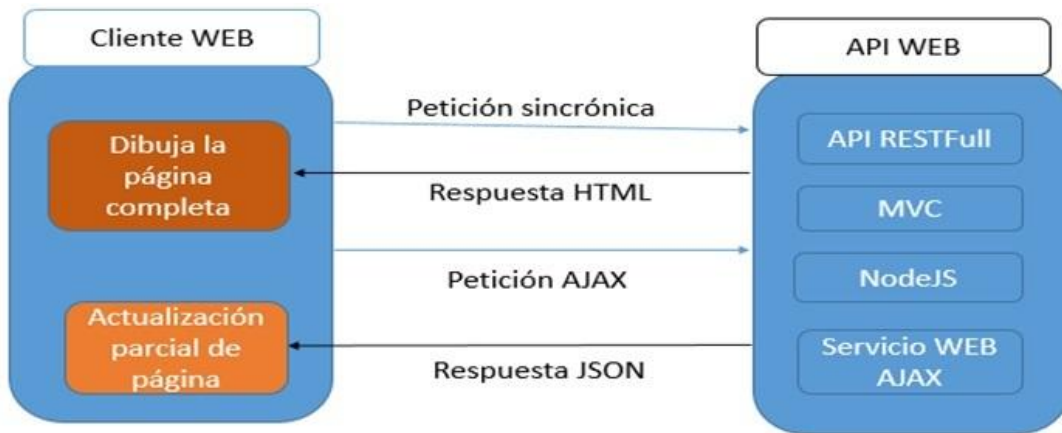 Cliente WEB
API WEB
Petición sincrónica
Dibuja la
página
completa
API RESTFull
Respuesta HTML
MVC
Petición AJAX
NodeJS
Actualización
parcial de
página
Servicio WEB
AJAX
Respuesta JSON